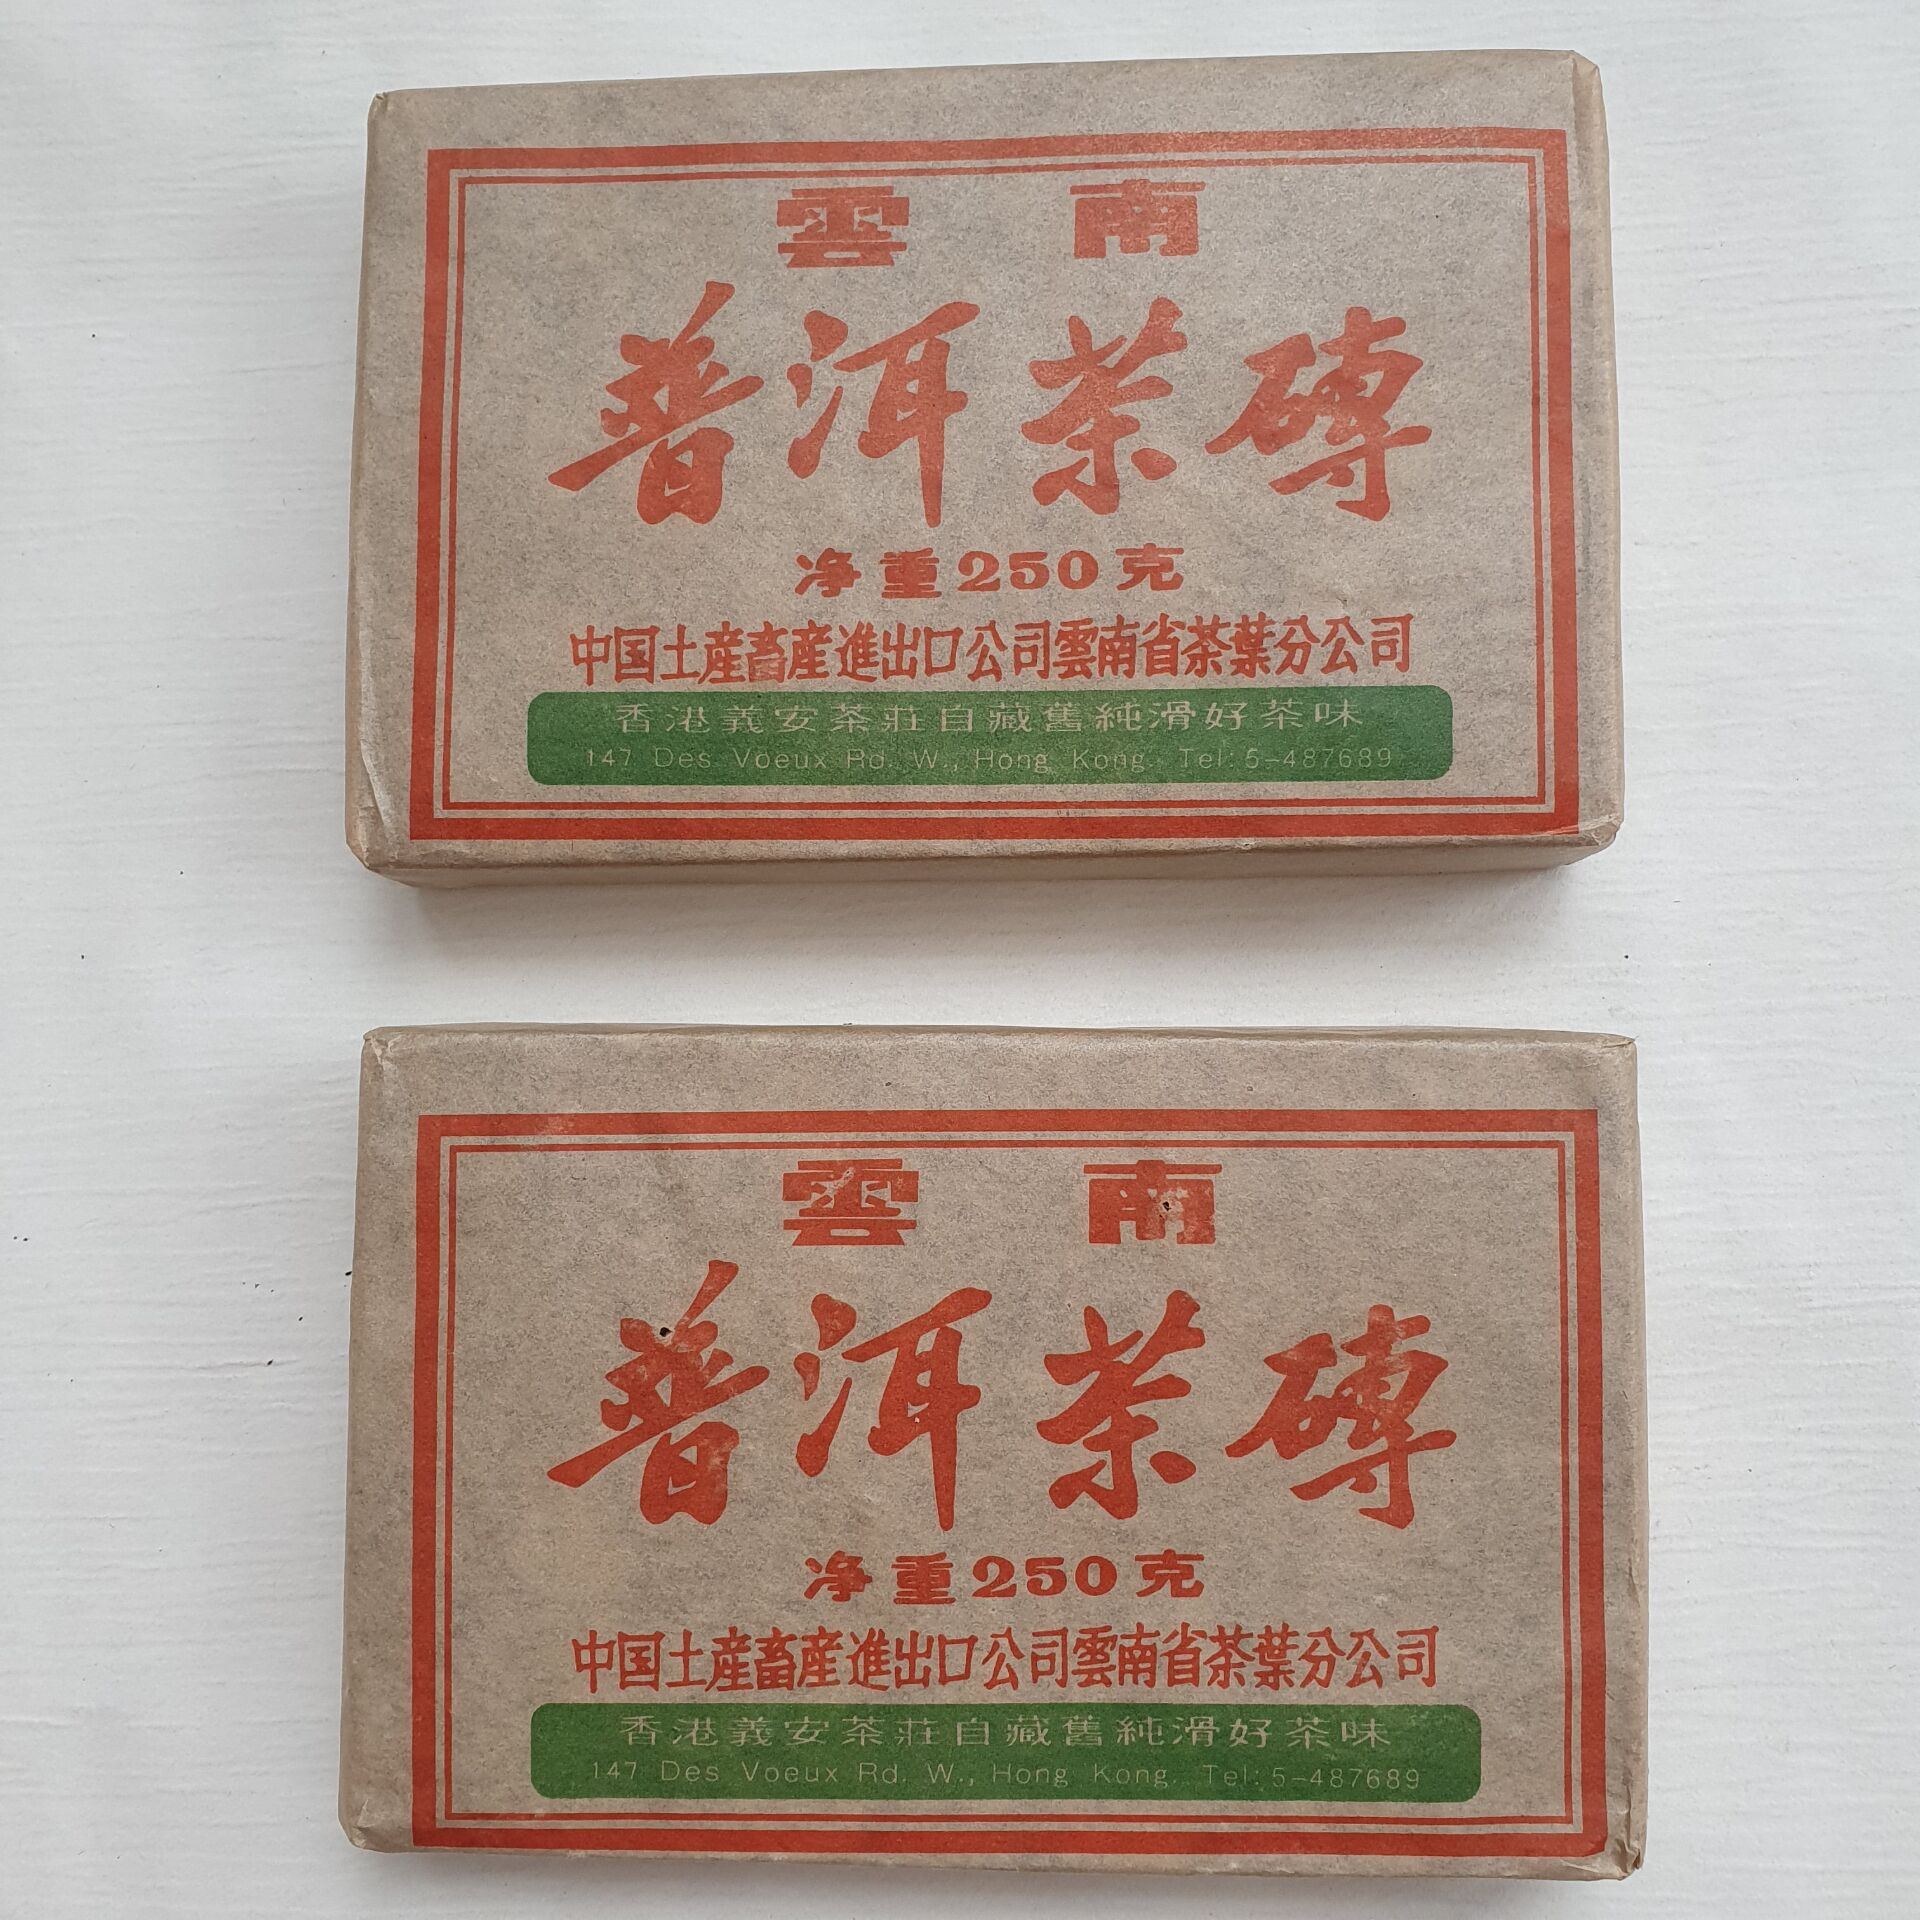 雲南
普洱茶磚
净重250克
中国土産畜産進出口公司雲南省茶葉分公司
香港義安茶莊自藏舊純滑好茶味
147 Des Voeux Rd. W., Hong Kong. Tel: 5-487689
雲南
普洱茶磚
净重250克
中国土産畜産進出口公司雲南省茶葉分公司
香港義安茶莊自藏舊純滑好茶味
147 Des Voeux Rd. W., Hong Kong. Tel: 5-487689